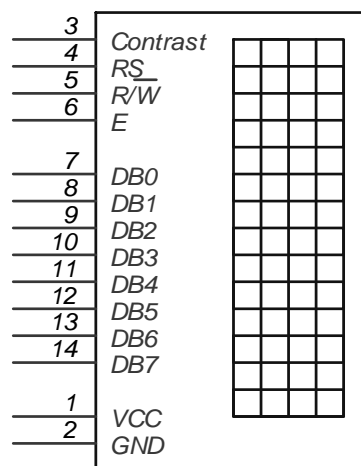 3 Contrast
4 RS
5 R/W̅
6 E
7 DB0
8 DB1
9 DB2
10 DB3
11 DB4
12 DB5
13 DB6
14 DB7
1 VCC
2 GND